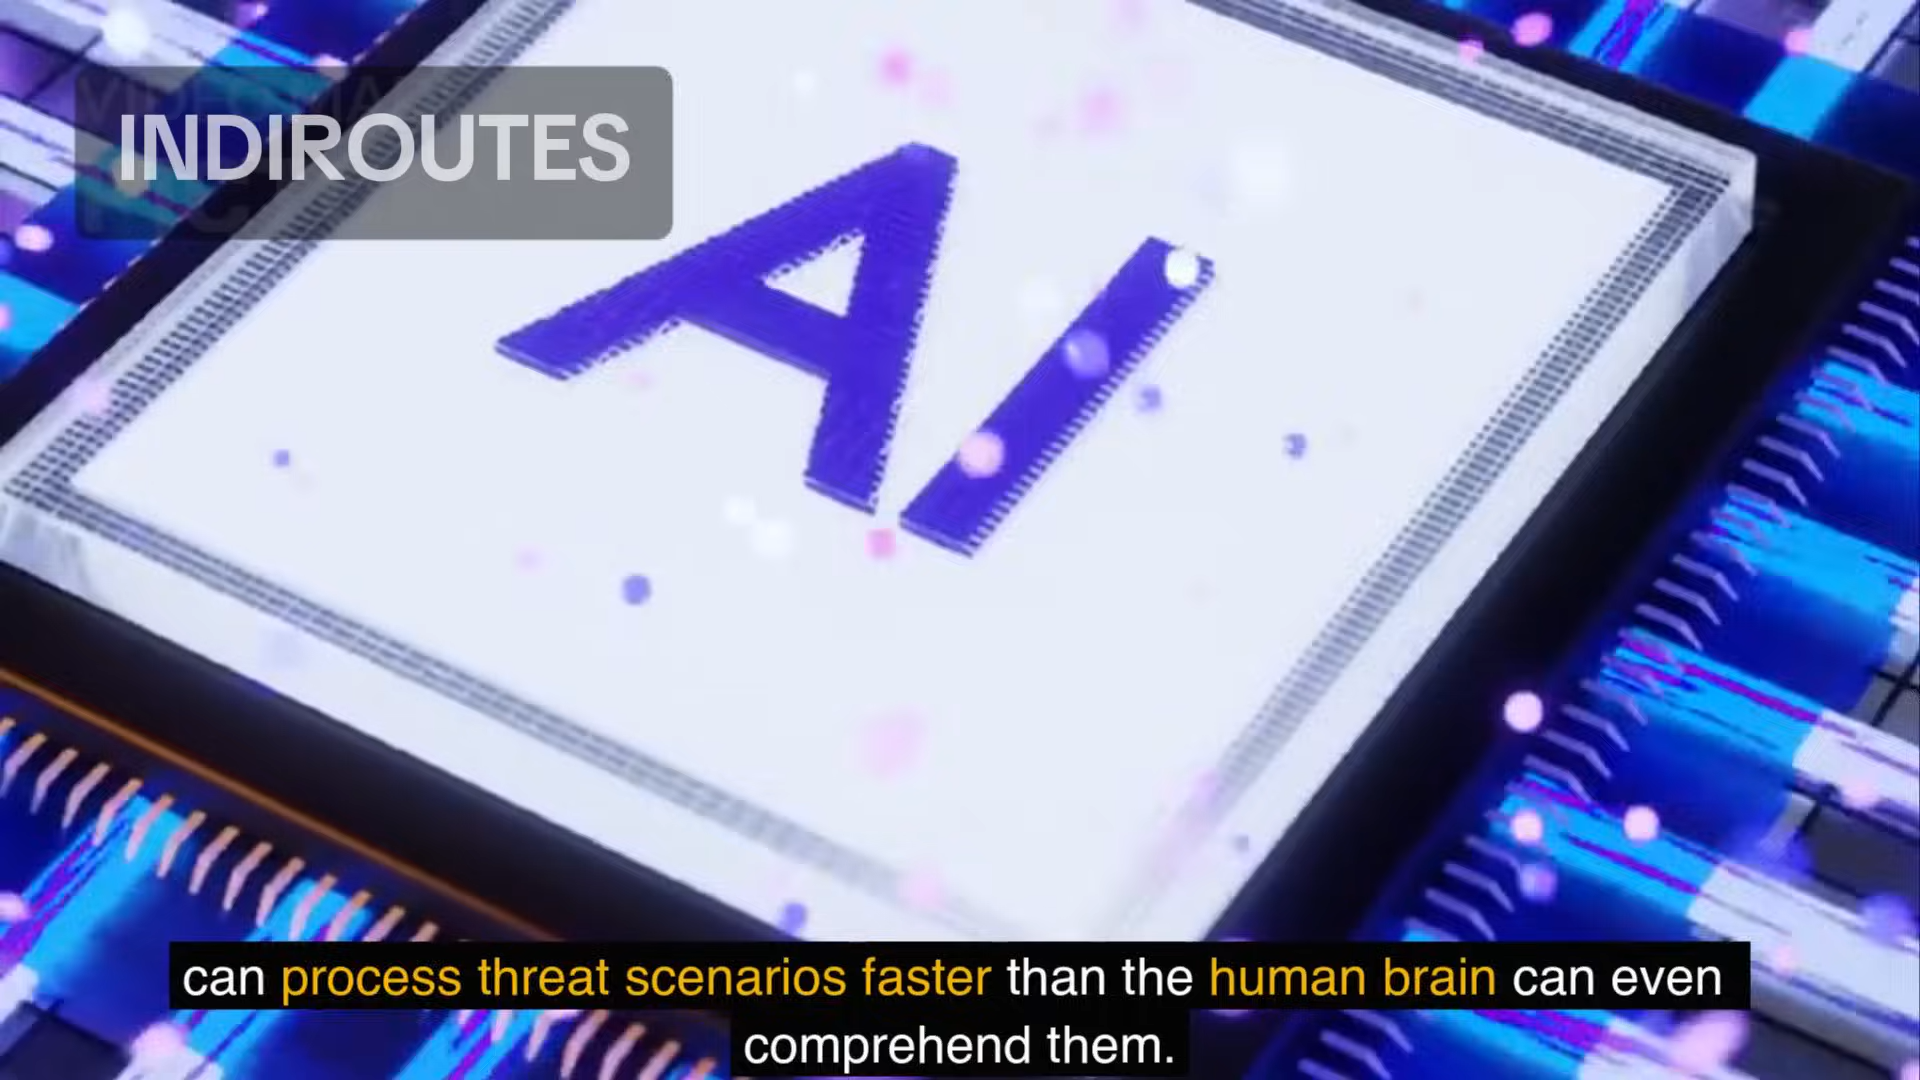 INDIROUTES
AI
can process threat scenarios faster than the human brain can even
comprehend them.